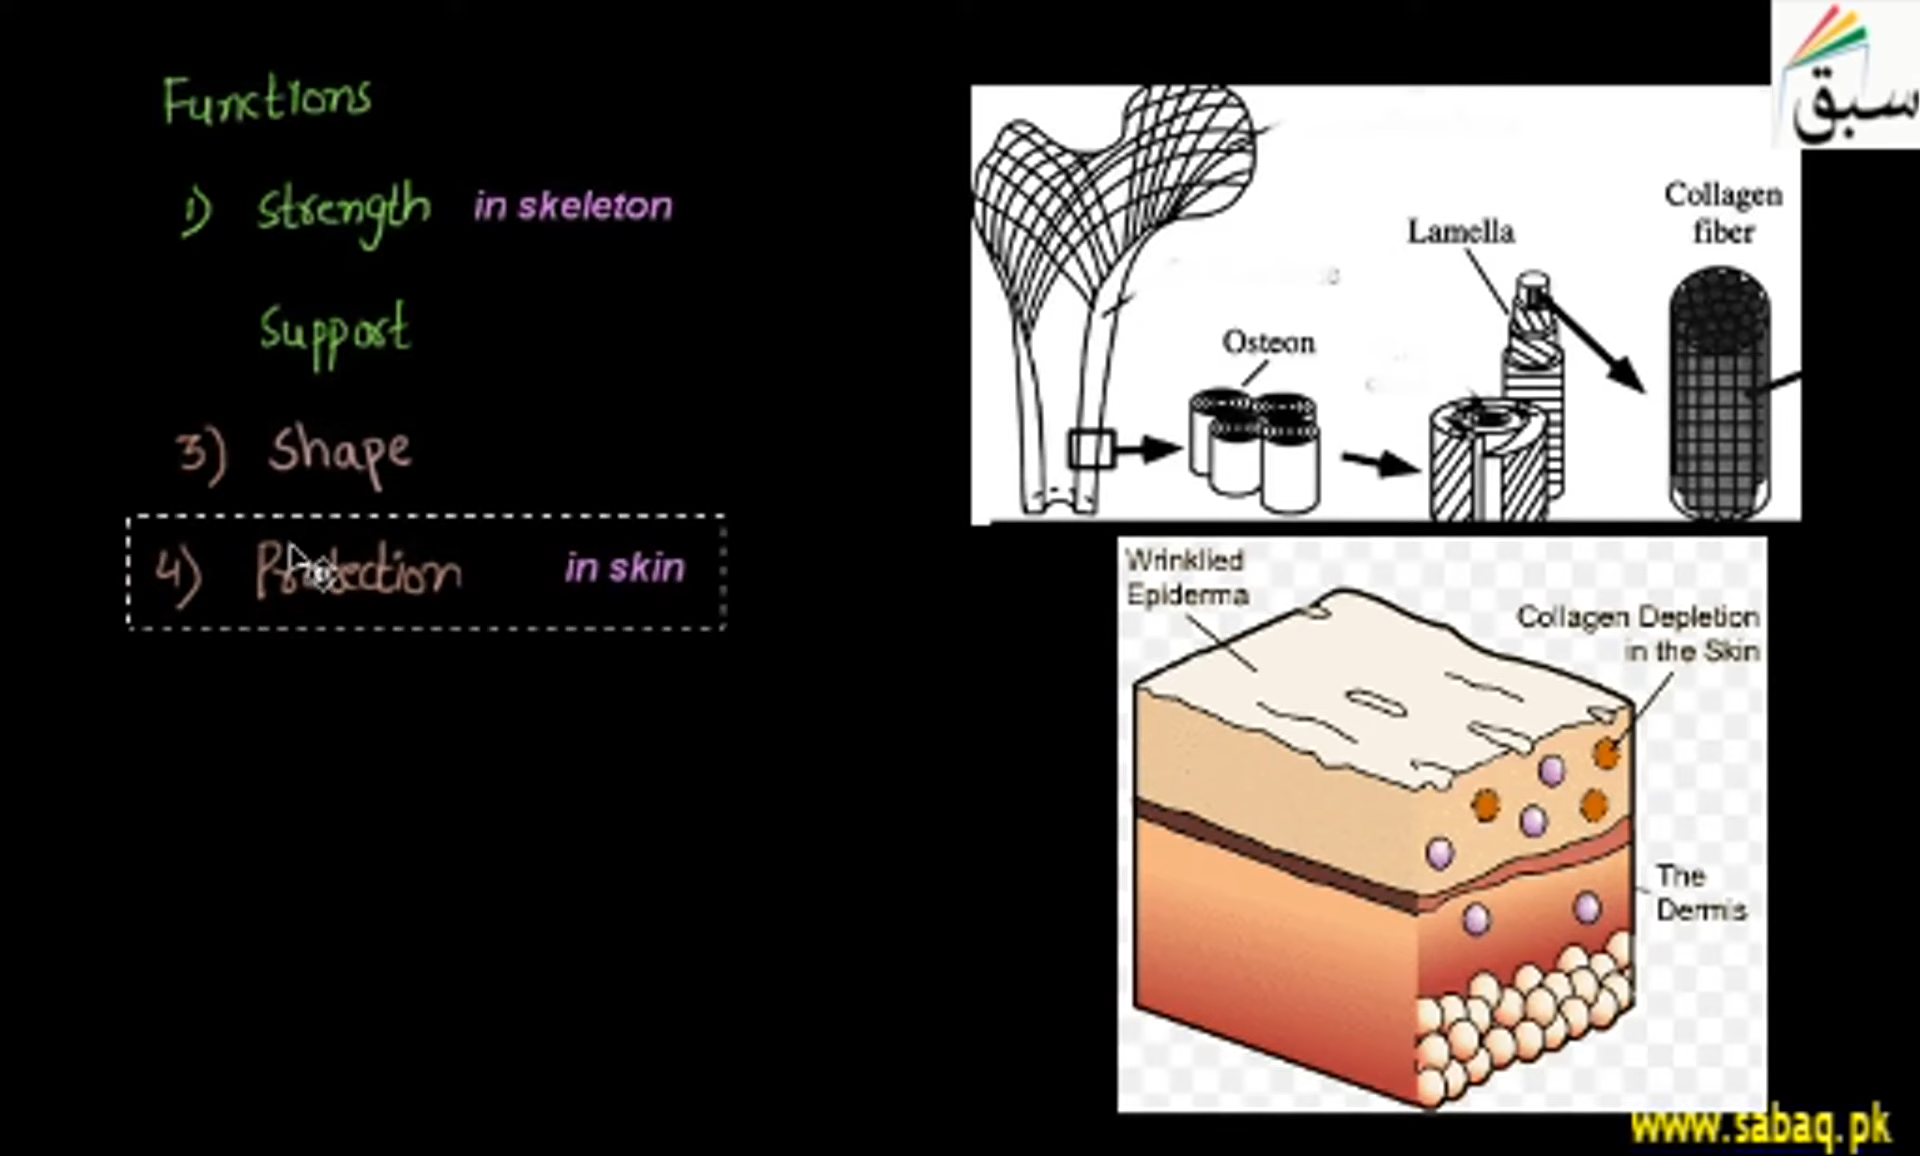 Functions
1) Strength in skeleton
Support
3) Shape
4) Protection in skin
سبق
Collagen
fiber
Lamella
Osteon
Wrinklied
Epiderma
Collagen Depletion
in the Skin
The
Dermis
www.sabaq.pk